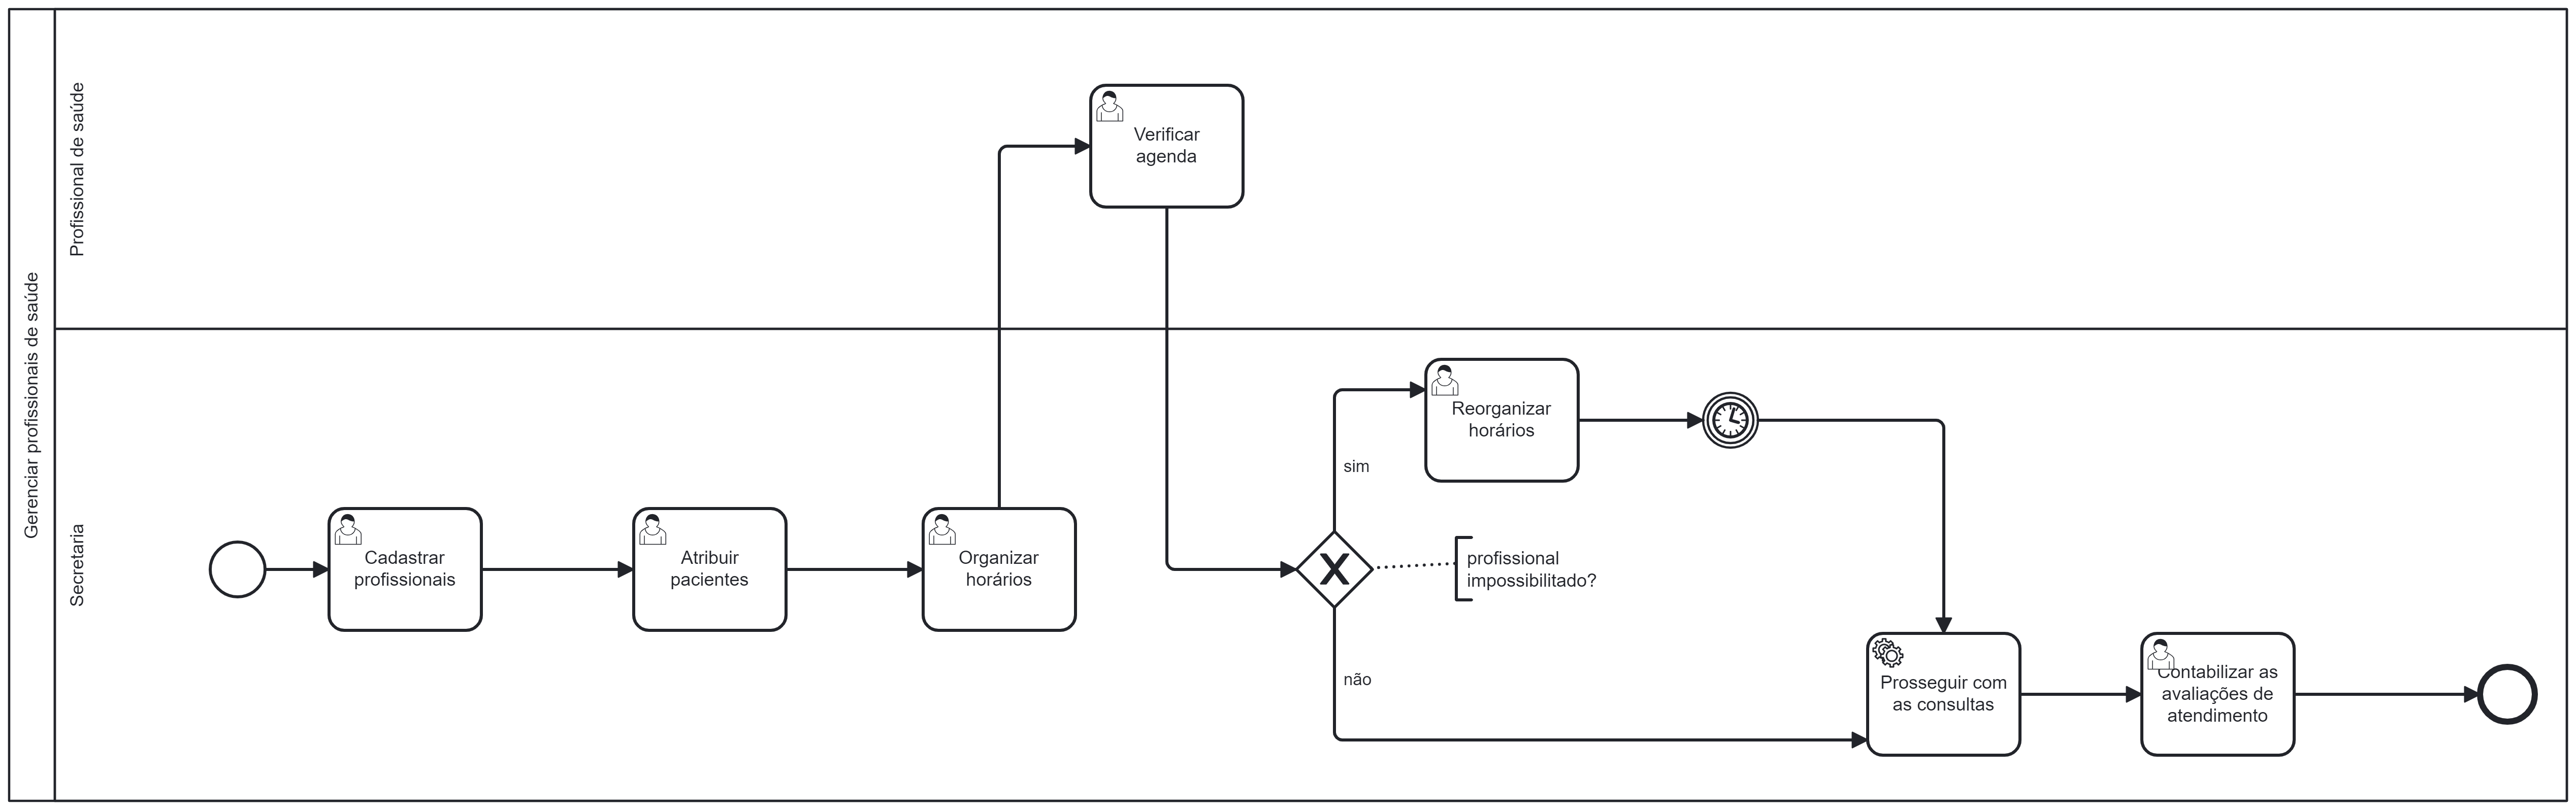 Gerenciar profissionais de saúde
Profissional de saúde
Verificar
agenda
Secretaria
Cadastrar
profissionais
Atribuir
pacientes
Organizar
horários
sim
não
profissional
impossibilitado?
Reorganizar
horários
Prosseguir com
as consultas
Contabilizar as
avaliações de
atendimento